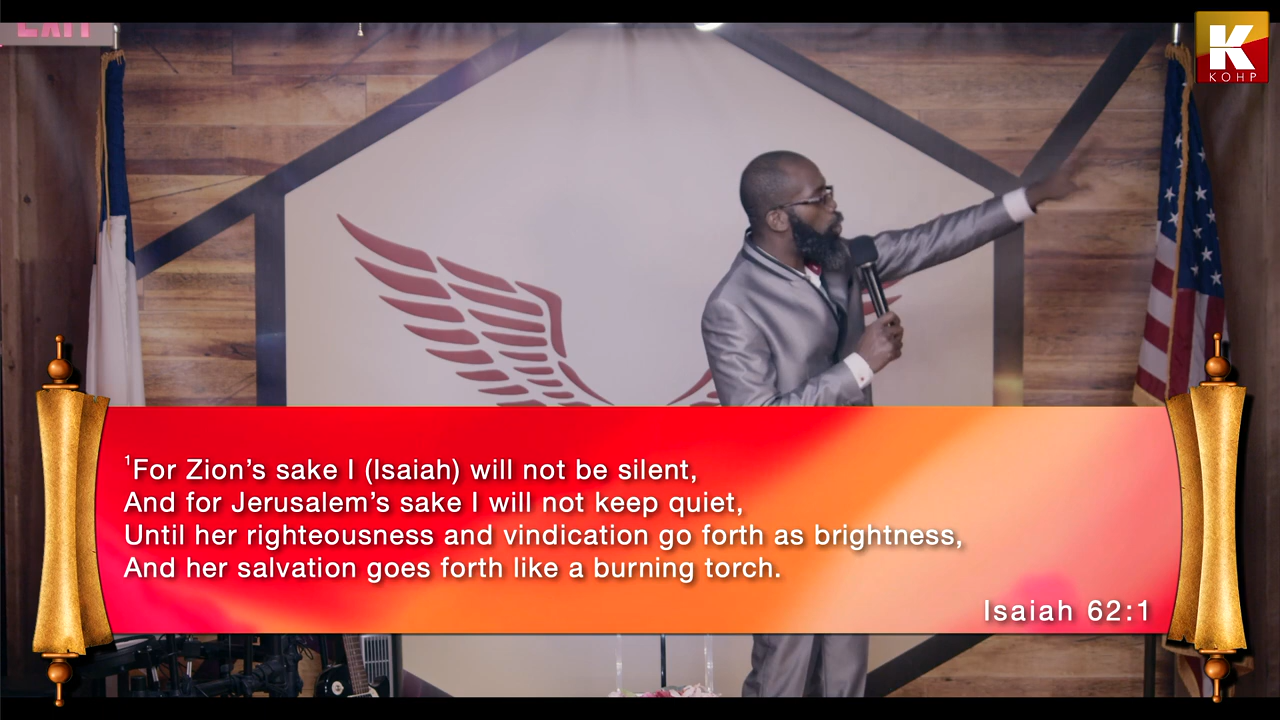 EXIT
K
KOHP
¹For Zion’s sake I (Isaiah) will not be silent,
And for Jerusalem’s sake I will not keep quiet,
Until her righteousness and vindication go forth as brightness,
And her salvation goes forth like a burning torch.
Isaiah 62:1